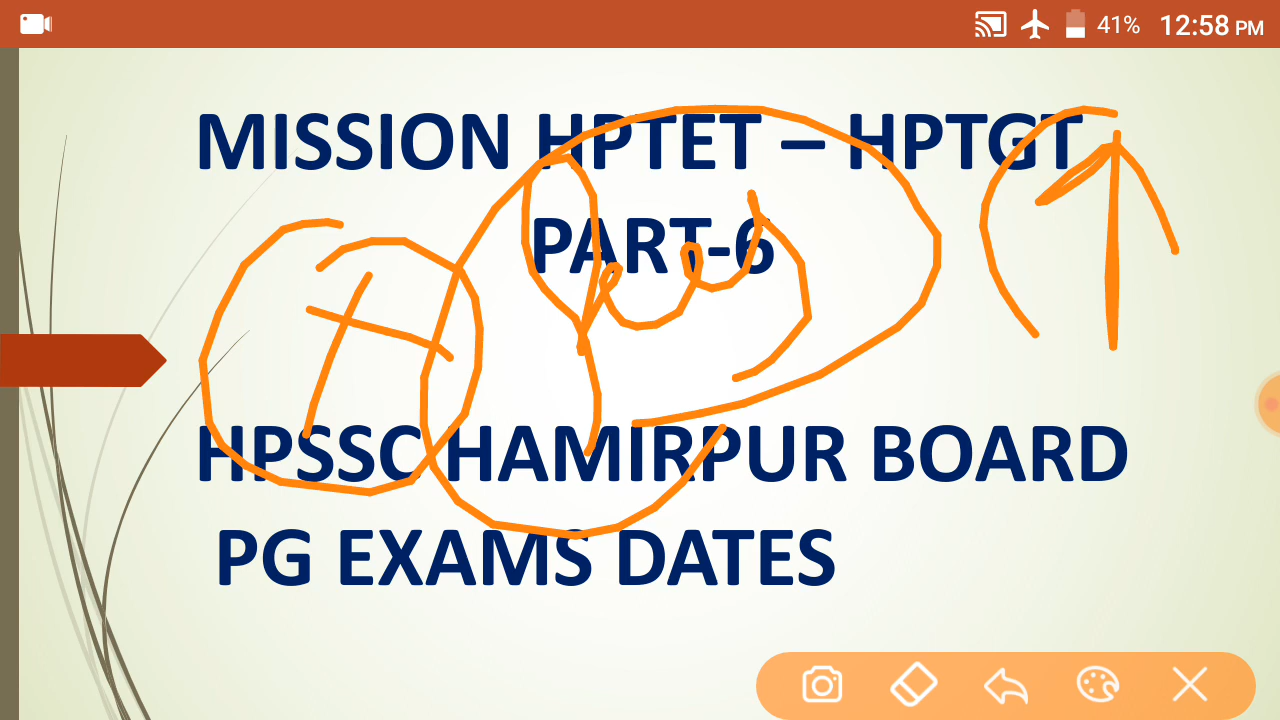 41% 12:58 PM
MISSION HPTET – HPTGT
PART-6
HPSSC HAMIRPUR BOARD
PG EXAMS DATES